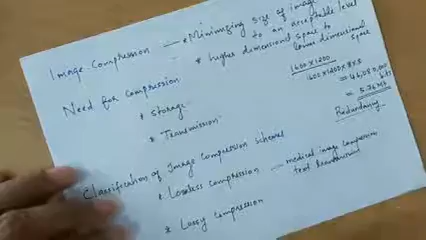 Image Compression — * Minimizing size of image
to an acceptable level
* higher dimensional space to
lower dimensional
space
Need for compression
* Storage
* Transmission
1600 X 1200
1600 X 1200 X 8 X 3
= 46,080,000
bits
= 5.76 MB
Redundancy
Classification of Image compression schemes
* Lossless compression — medical image compression
text
* Lossy compression